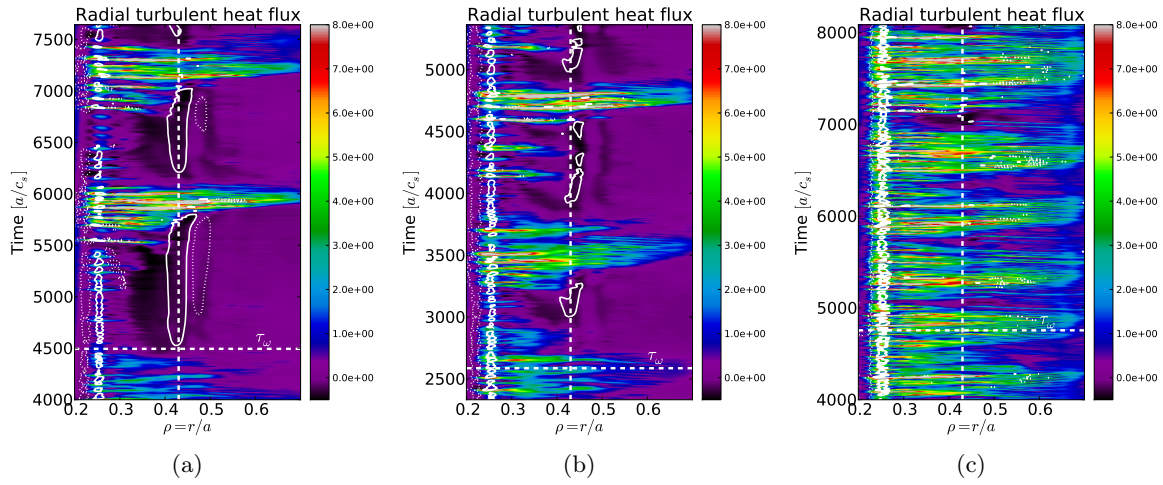 Radial turbulent heat flux
Time [a/c_s]
7500
7000
6500
6000
5500
5000
4500
4000
0.2 0.3 0.4 0.5 0.6
ρ=r/a
τ_ω
8.0e+00
7.0e+00
6.0e+00
5.0e+00
4.0e+00
3.0e+00
2.0e+00
1.0e+00
0.0e+00
(a)
Radial turbulent heat flux
Time [a/c_s]
5000
4500
4000
3500
3000
2500
0.2 0.3 0.4 0.5 0.6
ρ=r/a
τ_ω
8.0e+00
7.0e+00
6.0e+00
5.0e+00
4.0e+00
3.0e+00
2.0e+00
1.0e+00
0.0e+00
(b)
Radial turbulent heat flux
Time [a/c_s]
8000
7000
6000
5000
4000
0.2 0.3 0.4 0.5 0.6
ρ=r/a
τ_ω
8.0e+00
7.0e+00
6.0e+00
5.0e+00
4.0e+00
3.0e+00
2.0e+00
1.0e+00
0.0e+00
(c)